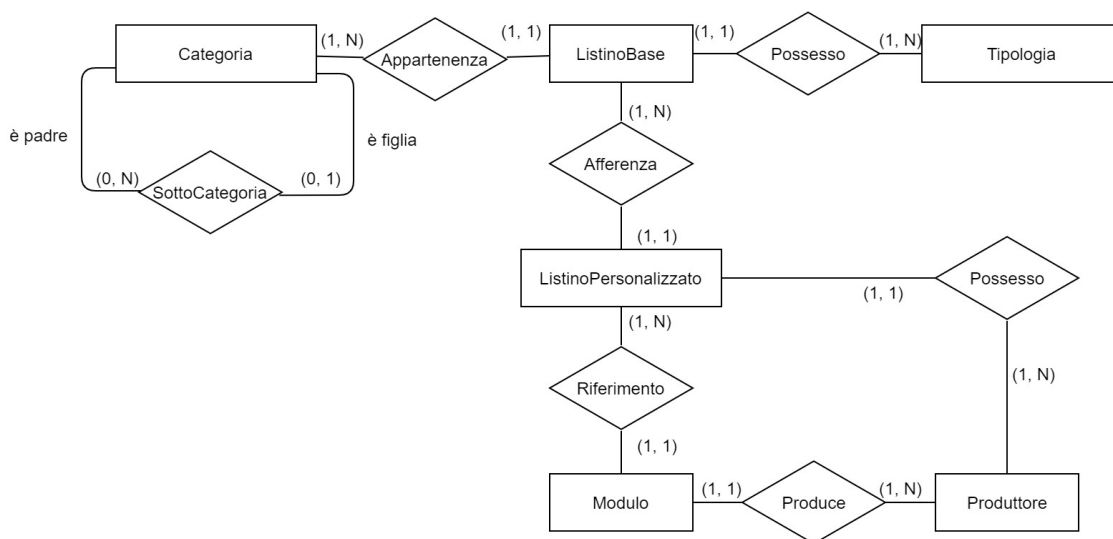 Categoria
(1, N)
Appartenenza
(1, 1)
ListinoBase
(1, 1)
Possesso
(1, N)
Tipologia
è padre
è figlia
(0, N)
SottoCategoria
(0, 1)
(1, N)
Afferenza
(1, 1)
ListinoPersonalizzato
(1, 1)
Possesso
(1, N)
(1, N)
Riferimento
(1, 1)
Modulo
(1, 1)
Produce
(1, N)
Produttore